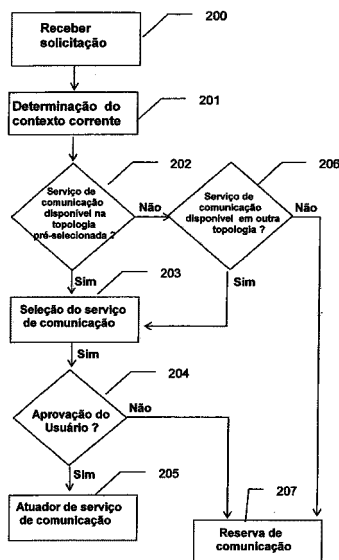 200
Receber
solicitação
201
Determinação do
contexto corrente
202
Serviço de
comunicação
disponível na
topologia
pré-selecionada ?
Não
206
Serviço de
comunicação
disponível em outra
topologia ?
Não
Sim
203
Sim
Seleção do serviço
de comunicação
Sim
204
Aprovação do
Usuário ?
Não
Sim
205
Atuador de serviço
de comunicação
207
Reserva de
comunicação